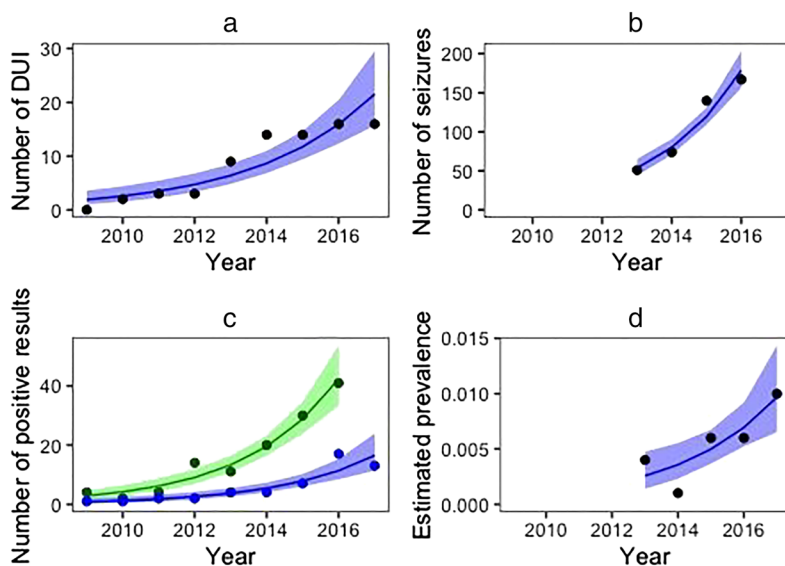 a
Number of DUI
30
20
10
0
2010 2012 2014 2016
Year
b
Number of seizures
200
150
100
50
0
2010 2012 2014 2016
Year
c
Number of positive results
40
20
0
2010 2012 2014 2016
Year
d
Estimated prevalence
0.015
0.010
0.005
0.000
2010 2012 2014 2016
Year